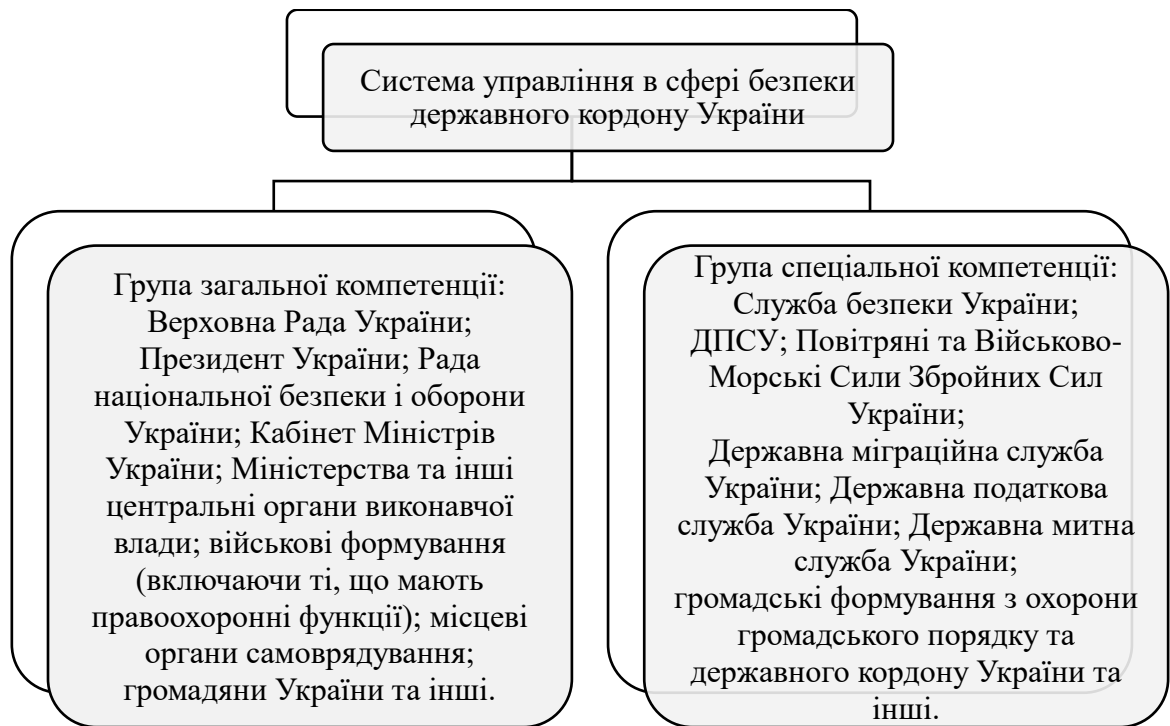 Система управління в сфері безпеки
державного кордону України
Група загальної компетенції:
Верховна Рада України;
Президент України; Рада
національної безпеки і оборони
України; Кабінет Міністрів
України; Міністерства та інші
центральні органи виконавчої
влади; військові формування
(включаючи ті, що мають
правоохоронні функції); місцеві
органи самоврядування;
громадяни України та інші.
Група спеціальної компетенції:
Служба безпеки України;
ДПСУ; Повітряні та Військово-
Морські Сили Збройних Сил
України;
Державна міграційна служба
України; Державна податкова
служба України; Державна митна
служба України;
громадські формування з охорони
громадського порядку та
державного кордону України та
інші.